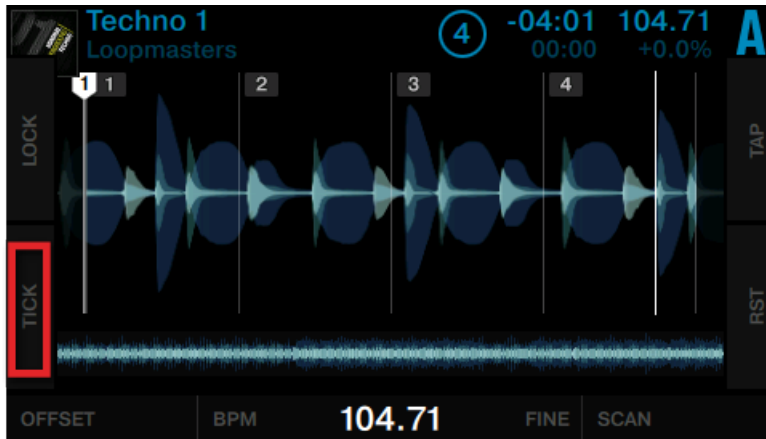 Techno 1
Loopmasters
4
-04:01
104.71
A
00:00
+0.0%
1
1
2
3
4
LOCK
TICK
TAP
RST
OFFSET
BPM
104.71
FINE
SCAN